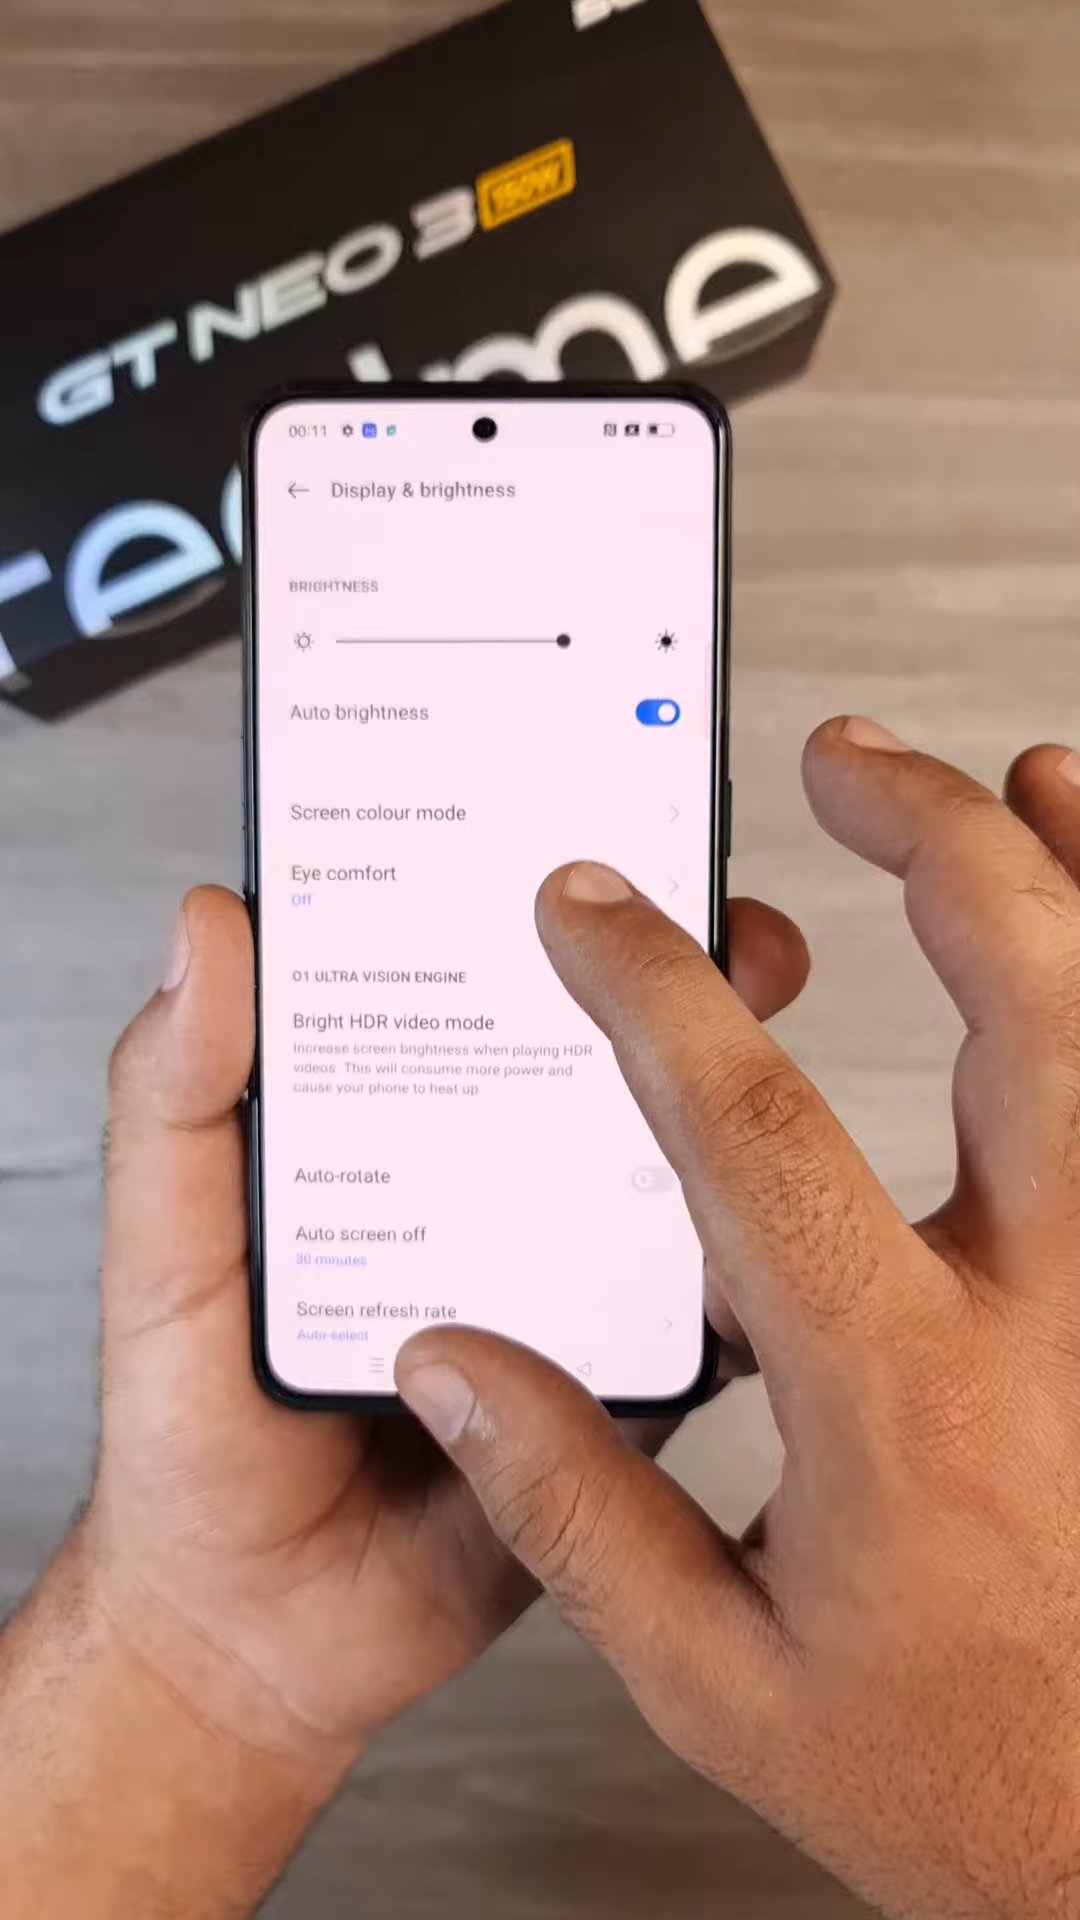 GT NEO 3 150W
realme
00:11
Display & brightness
BRIGHTNESS
Auto brightness
Screen colour mode
Eye comfort
Off
O1 ULTRA VISION ENGINE
Bright HDR video mode
Increase screen brightness when playing HDR
videos. This will consume more power and
cause your phone to heat up.
Auto-rotate
Auto screen off
30 minutes
Screen refresh rate
Auto-select